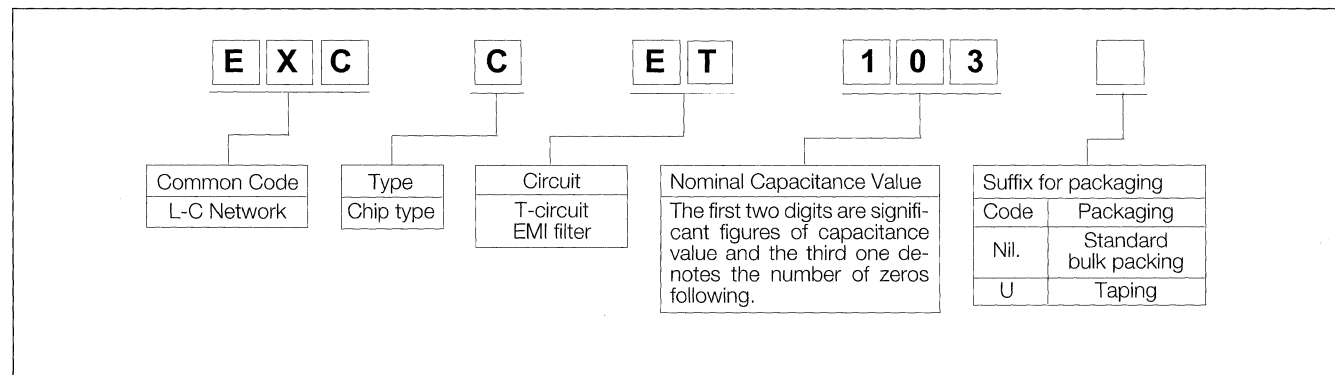 E X C C E T 1 0 3
Common Code
L-C Network
Type
Chip type
Circuit
T-circuit
EMI filter
Nominal Capacitance Value
The first two digits are signifi-
cant figures of capacitance
value and the third one de-
notes the number of zeros
following.
Suffix for packaging
Code Packaging
Nil. Standard
bulk packing
U Taping